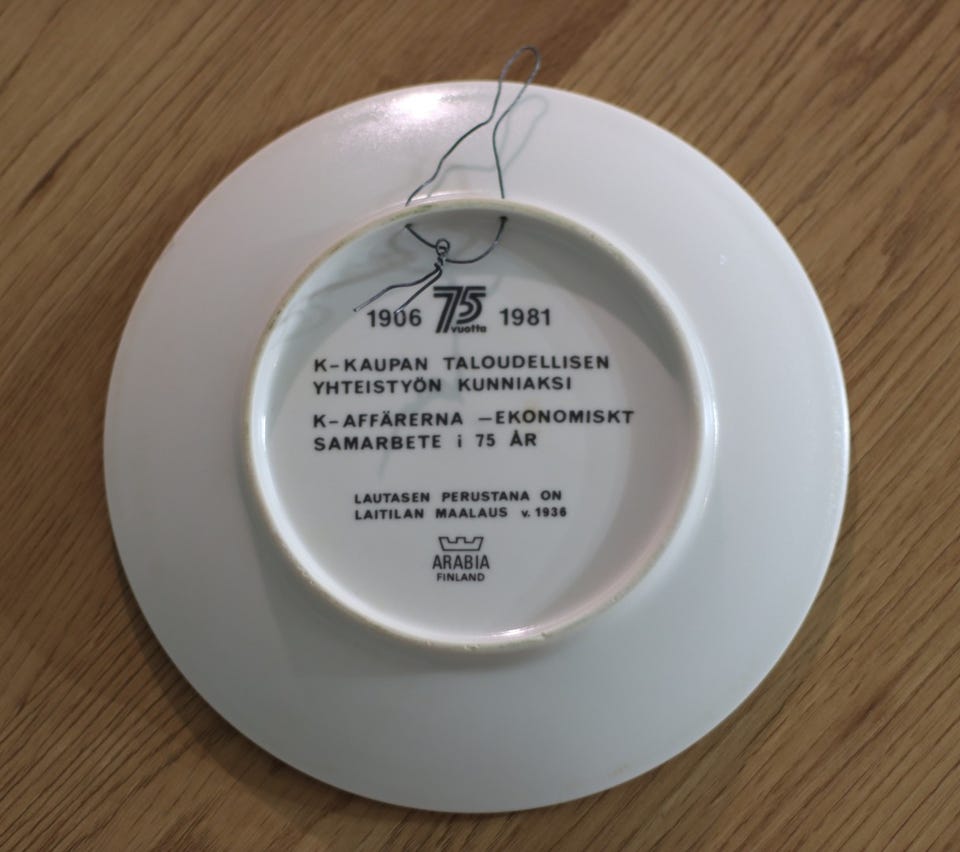 1906 75 vuotta 1981
K-KAUPAN TALOUDELLISEN
YHTEISTYÖN KUNNIAKSI
K-AFFÄRERNA -EKONOMISKT
SAMARBETE i 75 ÅR
LAUTASEN PERUSTANA ON
LAITILAN MAALAUS v. 1936
ARABIA
FINLAND